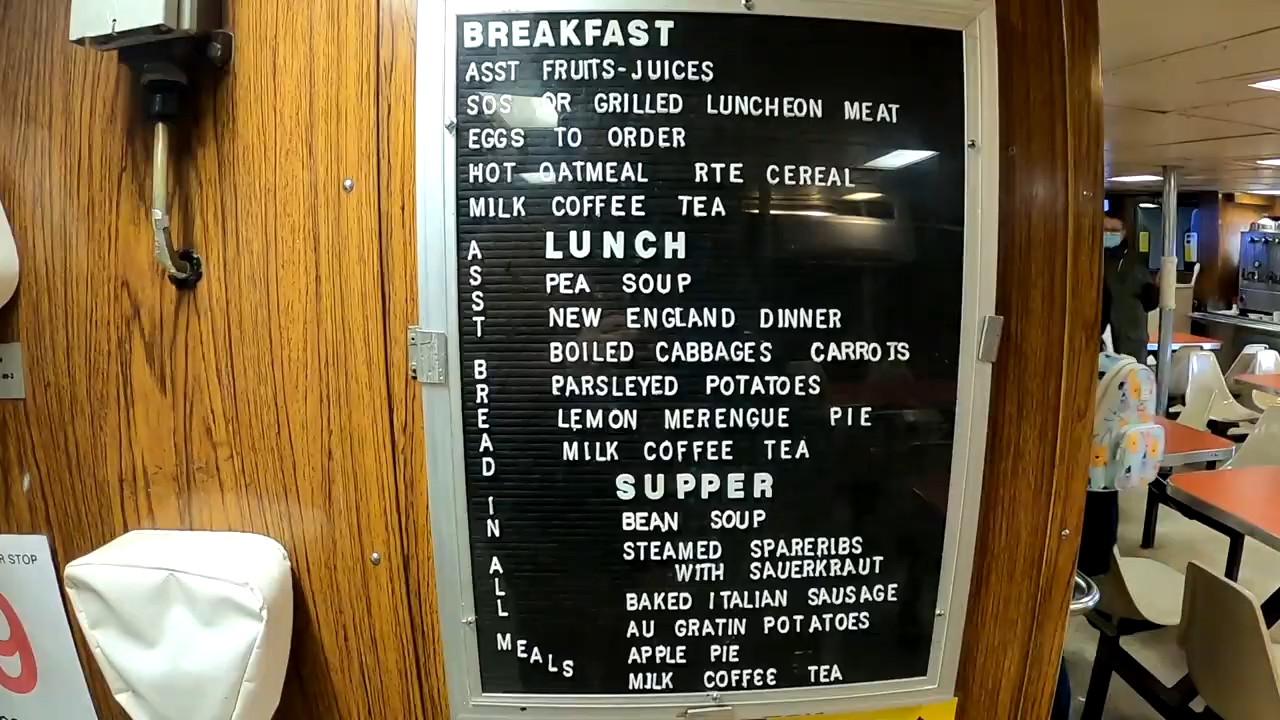 BREAKFAST
ASST FRUITS-JUICES
SOS OR GRILLED LUNCHEON MEAT
EGGS TO ORDER
HOT OATMEAL RTE CEREAL
MILK COFFEE TEA
LUNCH
PEA SOUP
NEW ENGLAND DINNER
BOILED CABBAGES CARROTS
PARSLEYED POTATOES
LEMON MERENGUE PIE
MILK COFFEE TEA
SUPPER
BEAN SOUP
STEAMED SPARERIBS
WITH SAUERKRAUT
BAKED ITALIAN SAUSAGE
AU GRATIN POTATOES
APPLE PIE
MILK COFFEE TEA
ASST BREAD IN ALL MEALS
STOP
9